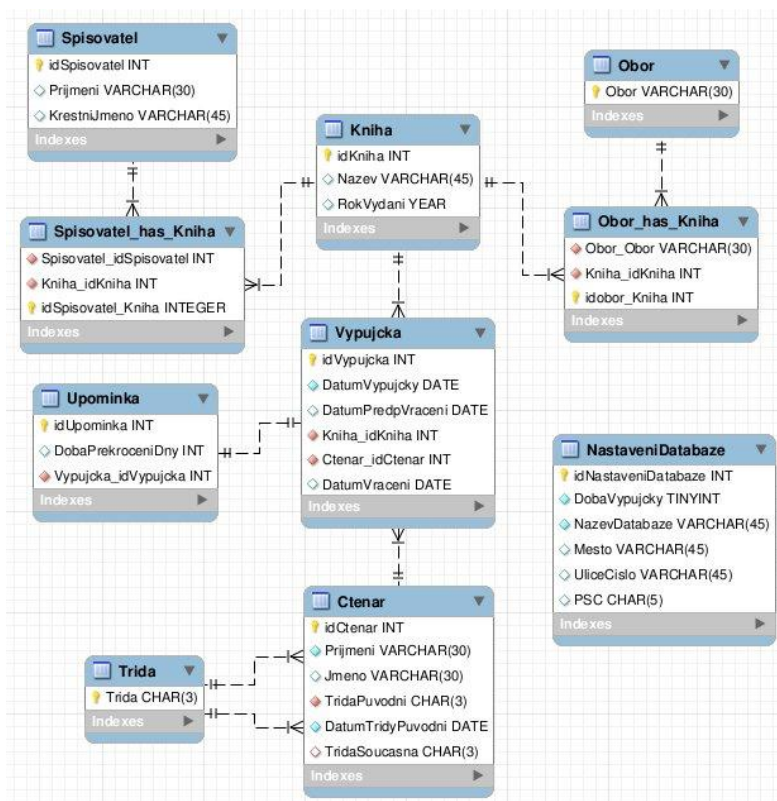 Spisovatel
idSpisovatel INT
Prijmeni VARCHAR(30)
KrestniJmeno VARCHAR(45)
Indexes
Obor
Obor VARCHAR(30)
Indexes
Kniha
idKniha INT
Nazev VARCHAR(45)
RokVydani YEAR
Indexes
Spisovatel_has_Kniha
Spisovatel_idSpisovatel INT
Kniha_idKniha INT
idSpisovatel_Kniha INTEGER
Indexes
Obor_has_Kniha
Obor_Obor VARCHAR(30)
Kniha_idKniha INT
idobor_Kniha INT
Indexes
Vypujcka
idVypujcka INT
DatumVypujcky DATE
DatumPredpVraceni DATE
Kniha_idKniha INT
Ctenar_idCtenar INT
DatumVraceni DATE
Indexes
Upominka
idUpominka INT
DobaPrekroceniDny INT
Vypujcka_idVypujcka INT
Indexes
NastaveniDatabaze
idNastaveniDatabaze INT
DobaVypujcky TINYINT
NazevDatabaze VARCHAR(45)
Mesto VARCHAR(45)
UliceCislo VARCHAR(45)
PSC CHAR(5)
Indexes
Ctenar
idCtenar INT
Prijmeni VARCHAR(30)
Jmeno VARCHAR(30)
TridaPuvodni CHAR(3)
DatumTridyPuvodni DATE
TridaSoucasna CHAR(3)
Indexes
Trida
Trida CHAR(3)
Indexes